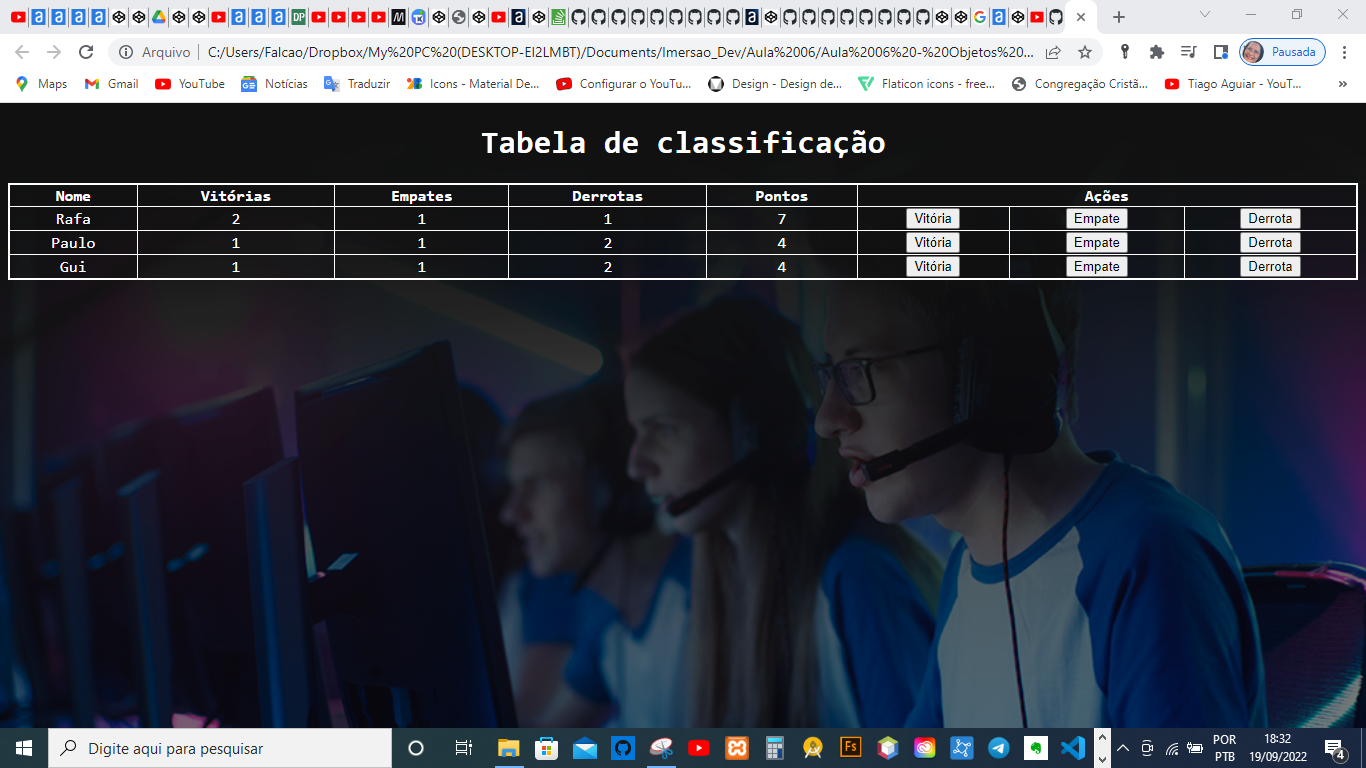 Arquivo C:/Users/Falcao/Dropbox/My%20PC%20(DESKTOP-EI2LMBT)/Documents/Imersao_Dev/Aula%2006/Aula%2006%20-%20Objetos%20... Pausada
Maps Gmail YouTube Notícias Traduzir Icons - Material De... Configurar o YouTu... Design - Design de... Flaticon icons - free... Congregação Cristã... Tiago Aguiar - YouT... »
Tabela de classificação
Nome Vitórias Empates Derrotas Pontos Ações
Rafa 2 1 1 7 Vitória Empate Derrota
Paulo 1 1 2 4 Vitória Empate Derrota
Gui 1 1 2 4 Vitória Empate Derrota
Digite aqui para pesquisar
Fs
POR
PTB
18:32
19/09/2022
4